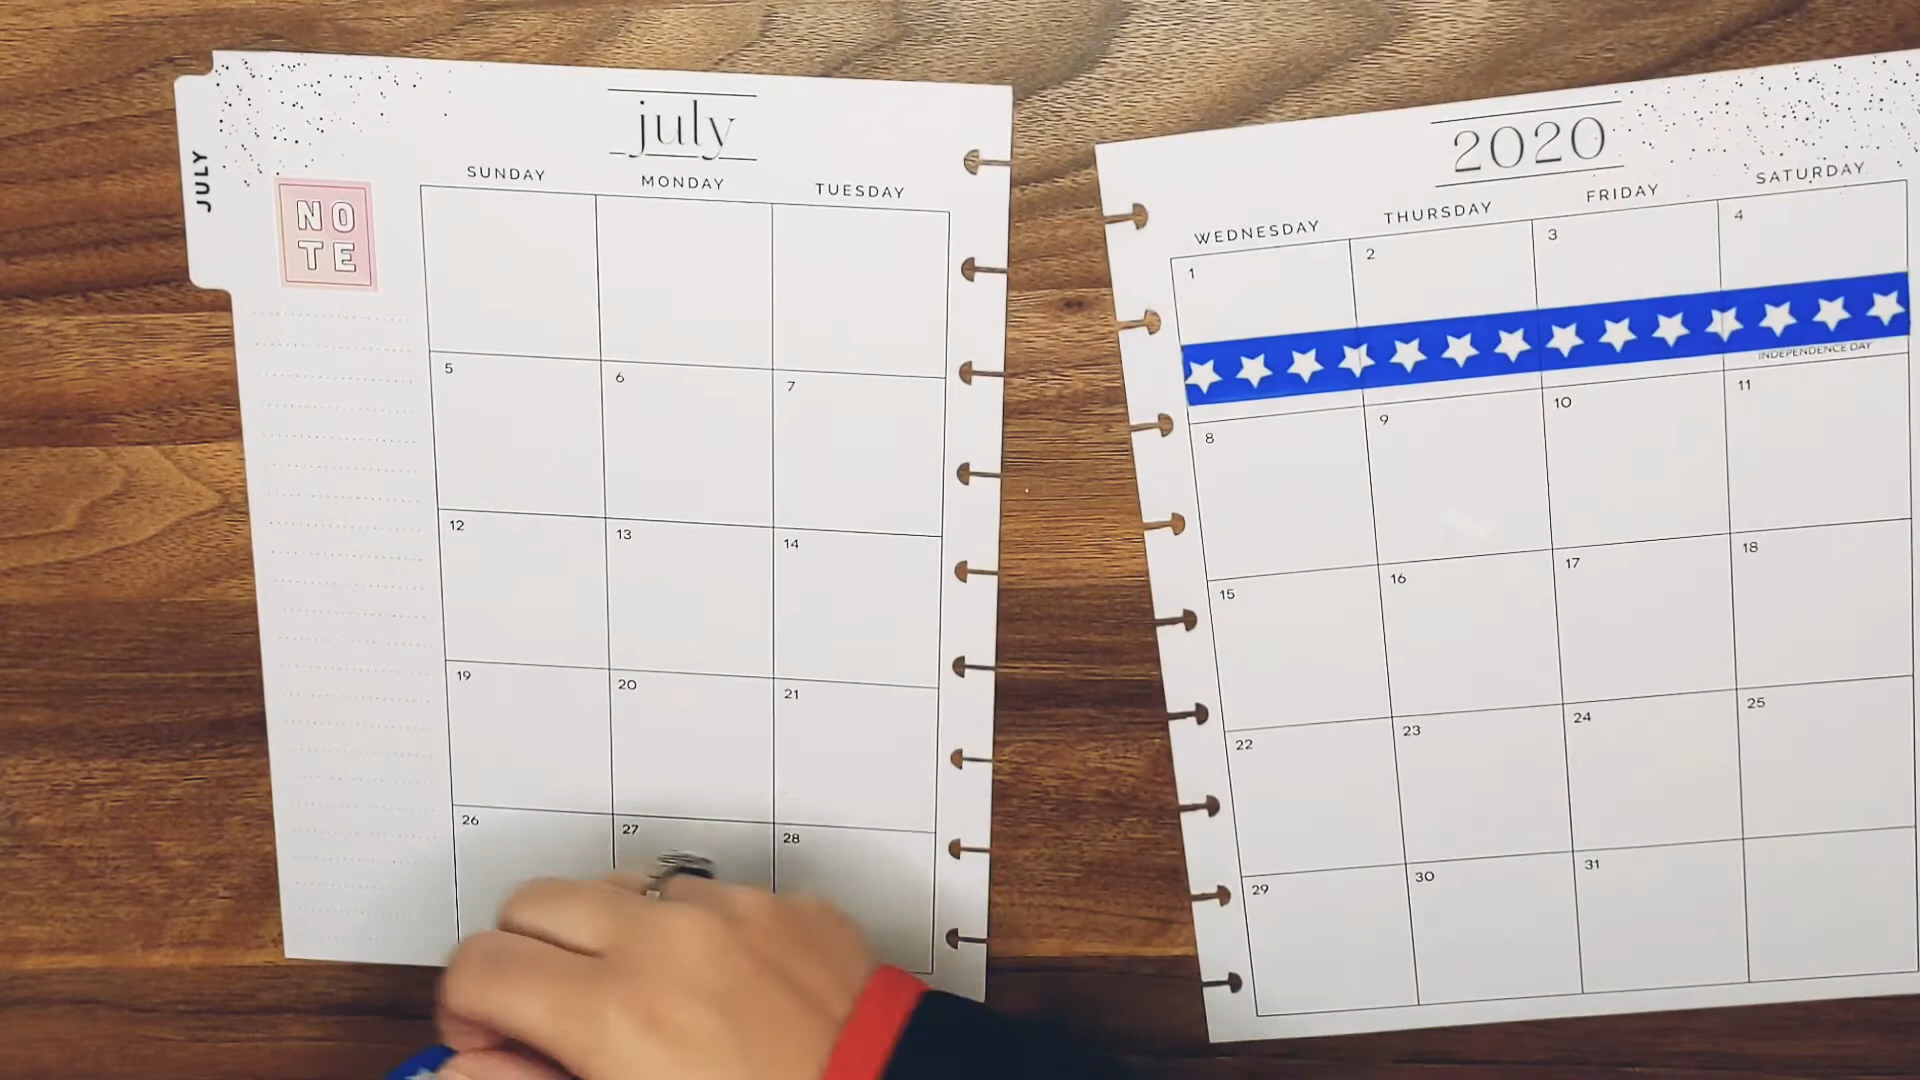 july
JULY
NO
TE
SUNDAY MONDAY TUESDAY
5 6 7
12 13 14
19 20 21
26 27 28
2020
WEDNESDAY THURSDAY FRIDAY SATURDAY
1 2 3 4
INDEPENDENCE DAY
8 9 10 11
15 16 17 18
22 23 24 25
29 30 31